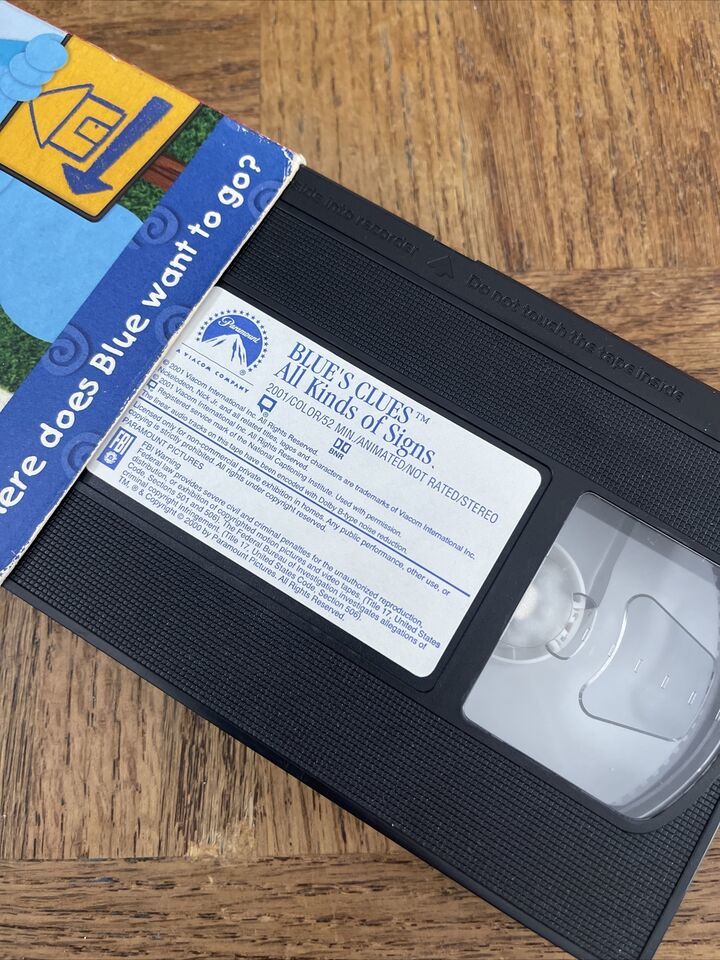 ere does Blue want to go?
side into recorder
Do not touch the tape inside
Paramount
A VIACOM COMPANY
BLUE'S CLUES™
All Kinds of Signs
2001/COLOR/52 MIN./ANIMATED/NOT RATED/STEREO
© 2001 Viacom International Inc. All Rights Reserved.
Nickelodeon, Nick Jr. and all related titles, logos and characters are trademarks of Viacom International Inc.
© 2001 Viacom International Inc. All Rights Reserved.
Registered service mark of the National Captioning Institute. Used with permission.
The linear audio tracks on this tape have been encoded with Dolby B-type noise reduction.
BNR
Licensed only for non-commercial private exhibition in homes. Any public performance, other use, or
copying is strictly prohibited. All rights under copyright reserved.
PARAMOUNT PICTURES
FBI
FBI Warning
Federal law provides severe civil and criminal penalties for the unauthorized reproduction,
distribution, or exhibition of copyrighted motion pictures and video tapes. (Title 17, United States
Code, Sections 501 and 506). The Federal Bureau of Investigation investigates allegations of
criminal copyright infringement. (Title 17, United States Code, Section 506).
TM, ® & Copyright © 2000 by Paramount Pictures. All Rights Reserved.